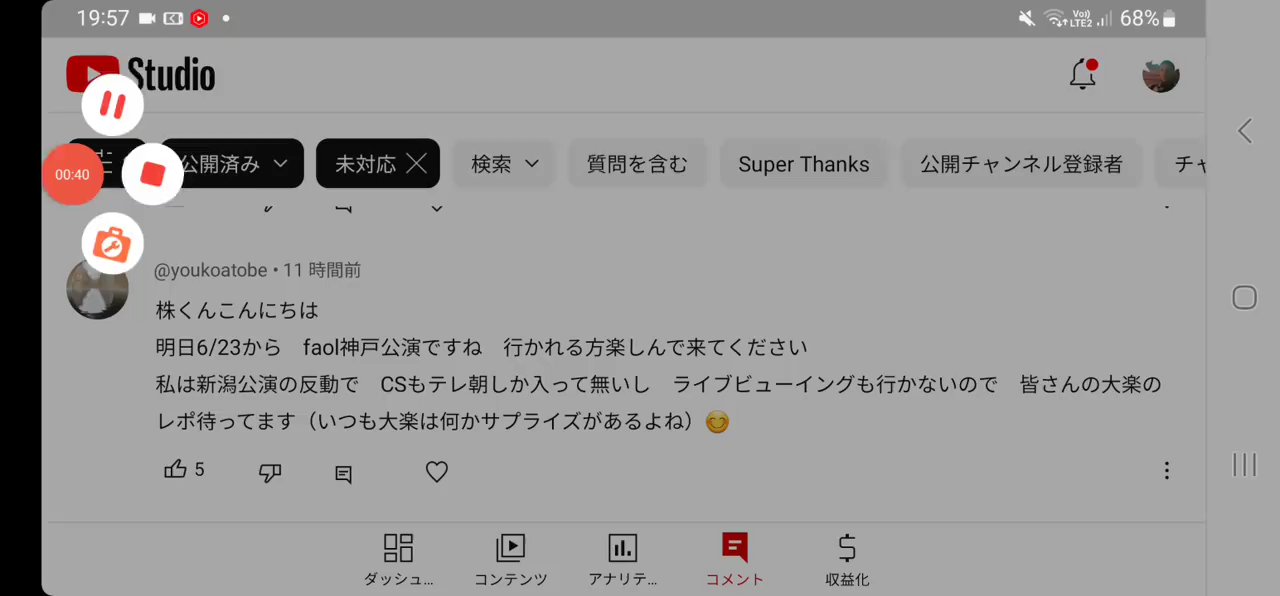 19:57
Vo)) LTE2 68%
Studio
公開済み 未対応 検索 質問を含む Super Thanks 公開チャンネル登録者 チャ
00:40
@youkoatobe • 11 時間前
株くんこんにちは
明日6/23から　faol神戸公演ですね　行かれる方楽しんで来てください
私は新潟公演の反動で　CSもテレ朝しか入って無いし　ライブビューイングも行かないので　皆さんの大楽の
レポ待ってます（いつも大楽は何かサプライズがあるよね）😊
5
ダッシュ... コンテンツ アナリテ... コメント 収益化